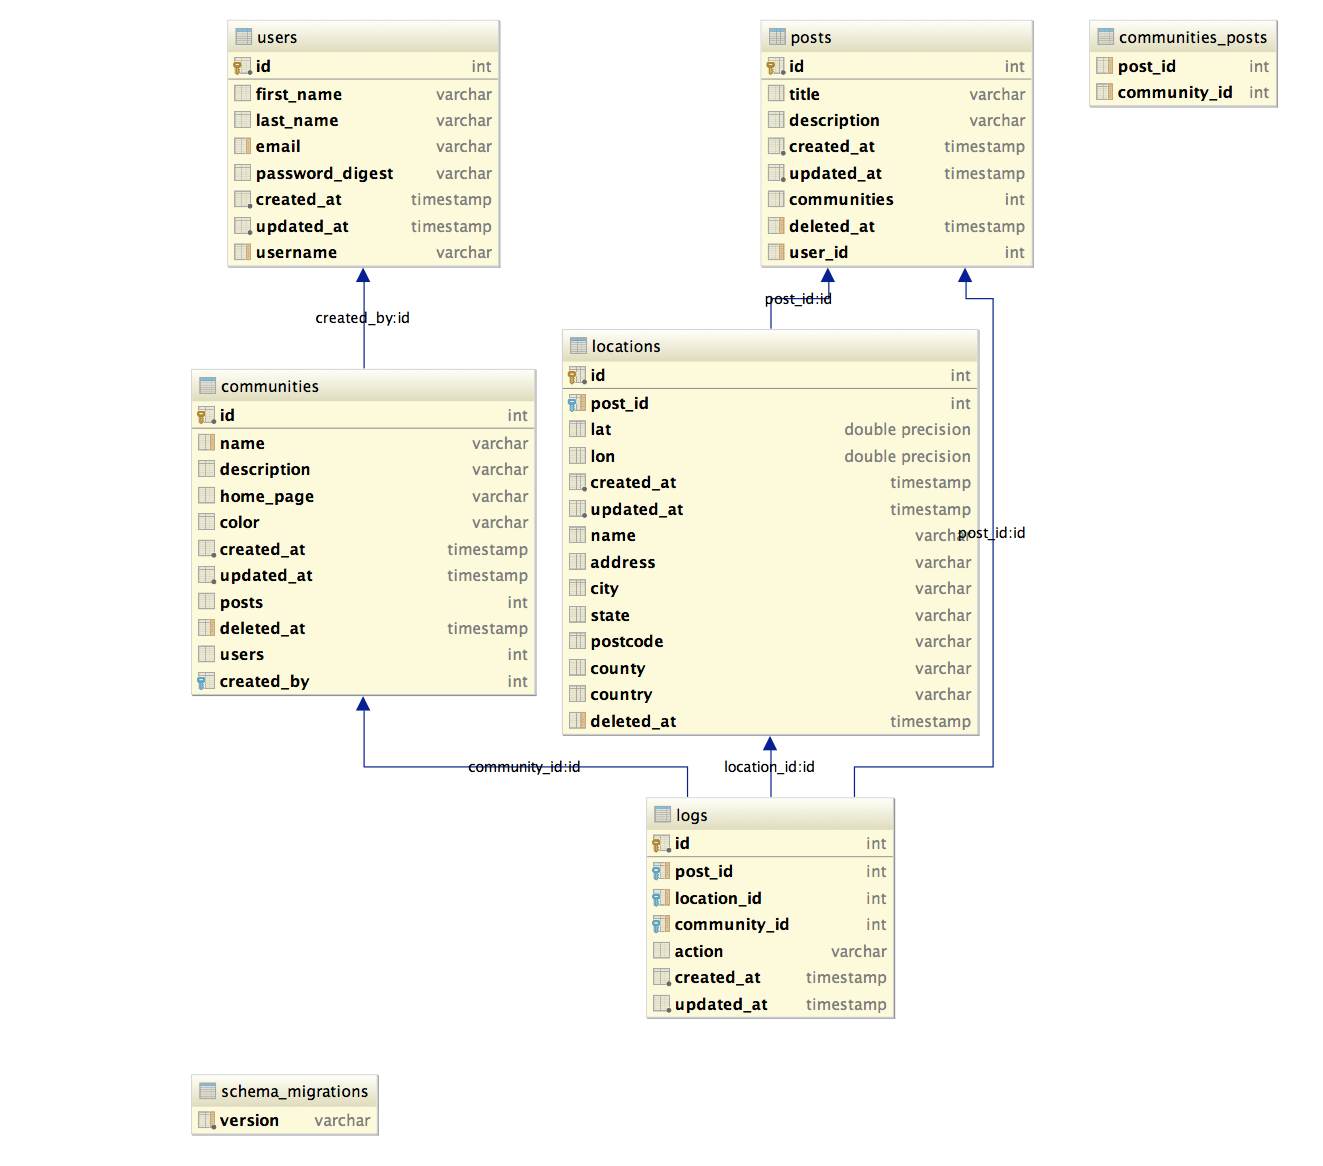 users
id int
first_name varchar
last_name varchar
email varchar
password_digest varchar
created_at timestamp
updated_at timestamp
username varchar
posts
id int
title varchar
description varchar
created_at timestamp
updated_at timestamp
communities int
deleted_at timestamp
user_id int
communities_posts
post_id int
community_id int
created_by:id
post_id:id
communities
id int
name varchar
description varchar
home_page varchar
color varchar
created_at timestamp
updated_at timestamp
posts int
deleted_at timestamp
users int
created_by int
locations
id int
post_id int
lat double precision
lon double precision
created_at timestamp
updated_at timestamp
name varchar
address varchar
city varchar
state varchar
postcode varchar
county varchar
country varchar
deleted_at timestamp
post_id:id
community_id:id
location_id:id
logs
id int
post_id int
location_id int
community_id int
action varchar
created_at timestamp
updated_at timestamp
schema_migrations
version varchar